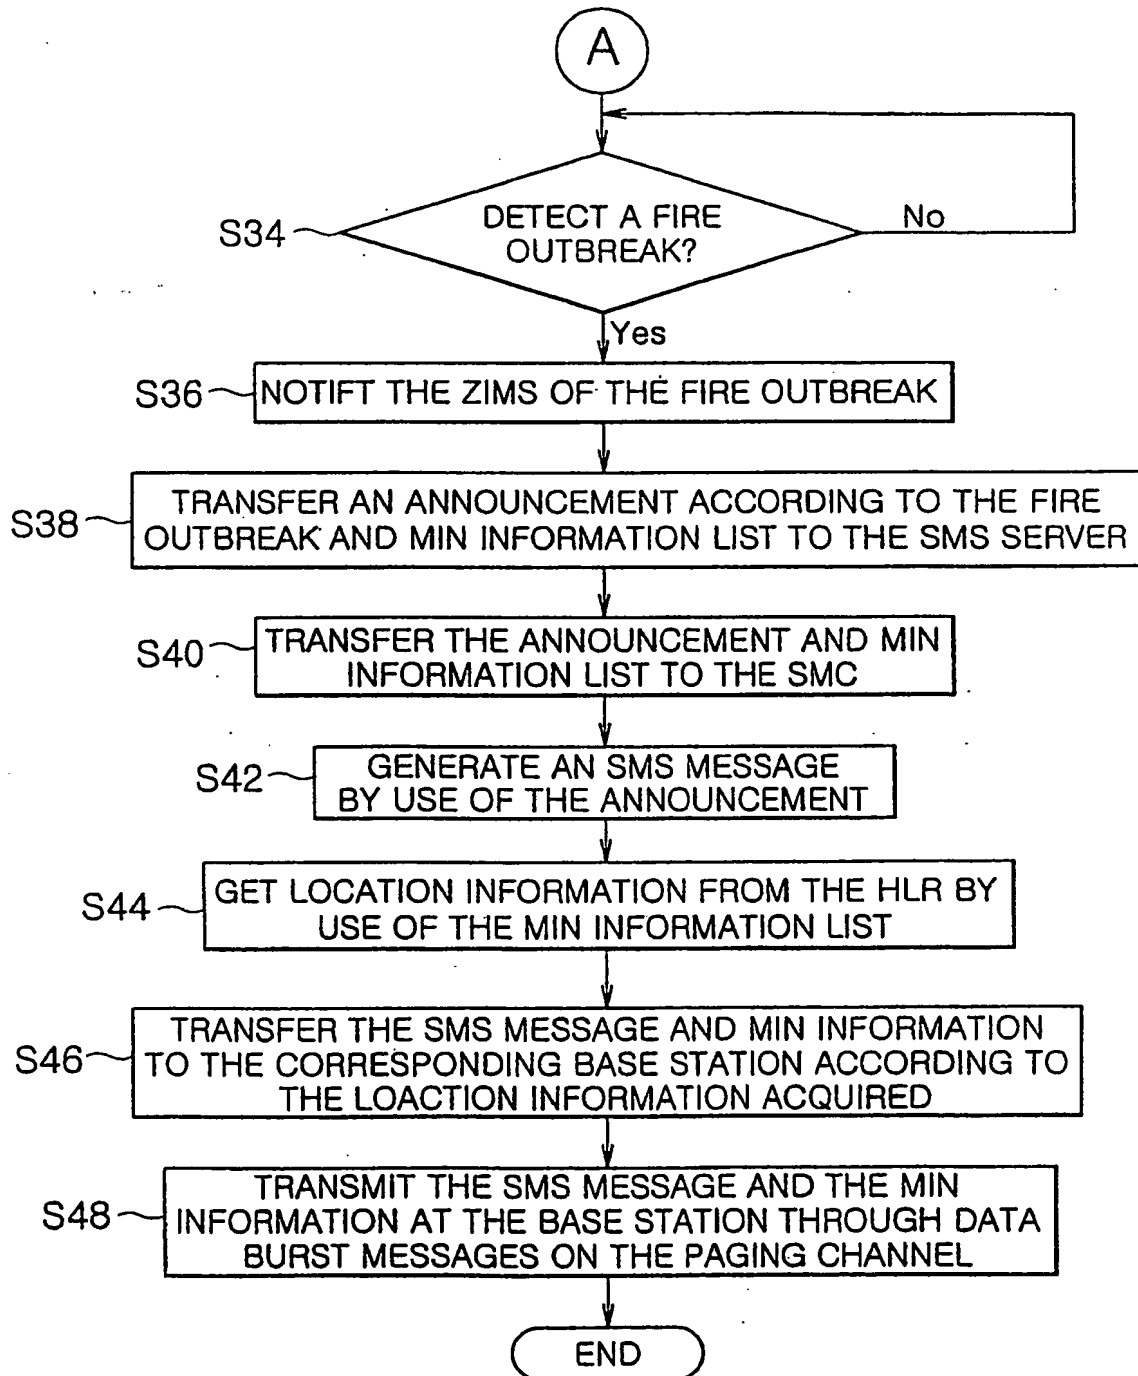 A
S34
DETECT A FIRE
OUTBREAK?
No
Yes
S36
NOTIFT THE ZIMS OF THE FIRE OUTBREAK
S38
TRANSFER AN ANNOUNCEMENT ACCORDING TO THE FIRE
OUTBREAK AND MIN INFORMATION LIST TO THE SMS SERVER
S40
TRANSFER THE ANNOUNCEMENT AND MIN
INFORMATION LIST TO THE SMC
S42
GENERATE AN SMS MESSAGE
BY USE OF THE ANNOUNCEMENT
S44
GET LOCATION INFORMATION FROM THE HLR BY
USE OF THE MIN INFORMATION LIST
S46
TRANSFER THE SMS MESSAGE AND MIN INFORMATION
TO THE CORRESPONDING BASE STATION ACCORDING TO
THE LOACTION INFORMATION ACQUIRED
S48
TRANSMIT THE SMS MESSAGE AND THE MIN
INFORMATION AT THE BASE STATION THROUGH DATA
BURST MESSAGES ON THE PAGING CHANNEL
END